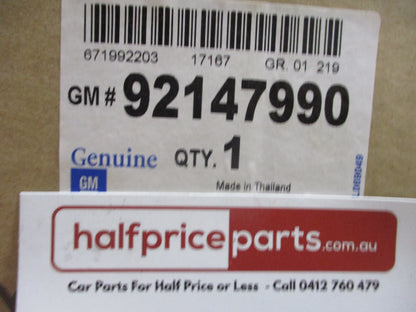 671992203 17167 GR. 01 219
GM # 92147990
Genuine QTY. 1
GM
Made in Thailand
halfpriceparts.com.au
Car Parts For Half Price or Less - Call 0412 760 479